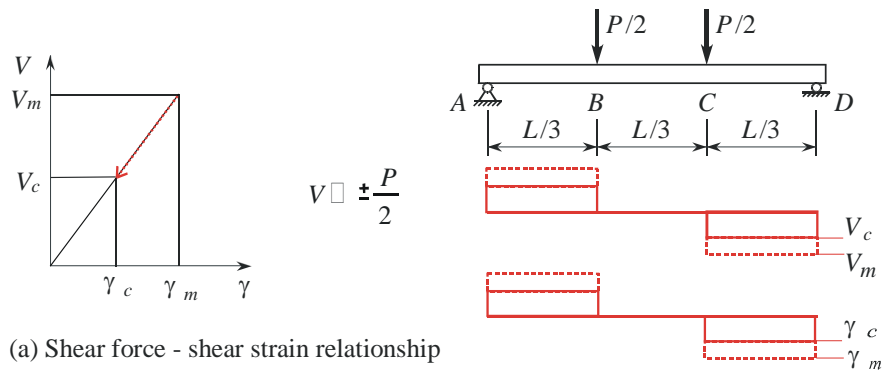 V
V_m
V_c
γ_c
γ_m
γ
V □ ± P/2
(a) Shear force - shear strain relationship
P/2
P/2
A
B
C
D
L/3
L/3
L/3
V_c
V_m
γ_c
γ_m